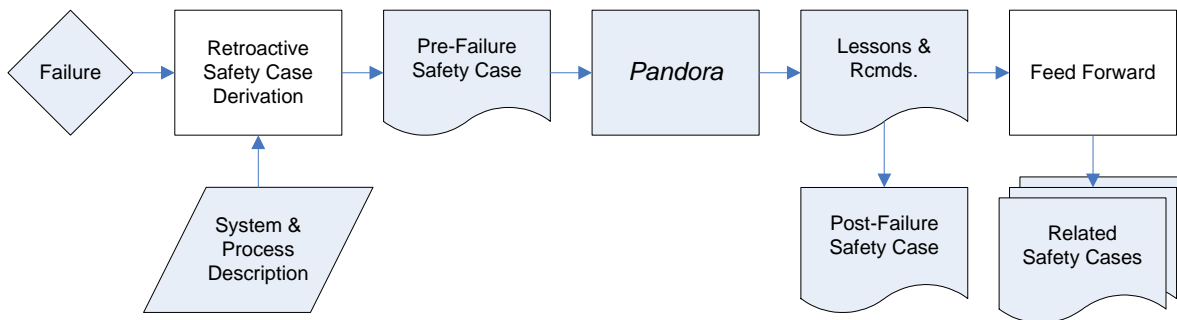 Failure
Retroactive
Safety Case
Derivation
Pre-Failure
Safety Case
Pandora
Lessons &
Rcmds.
Feed Forward
System &
Process
Description
Post-Failure
Safety Case
Related
Safety Cases